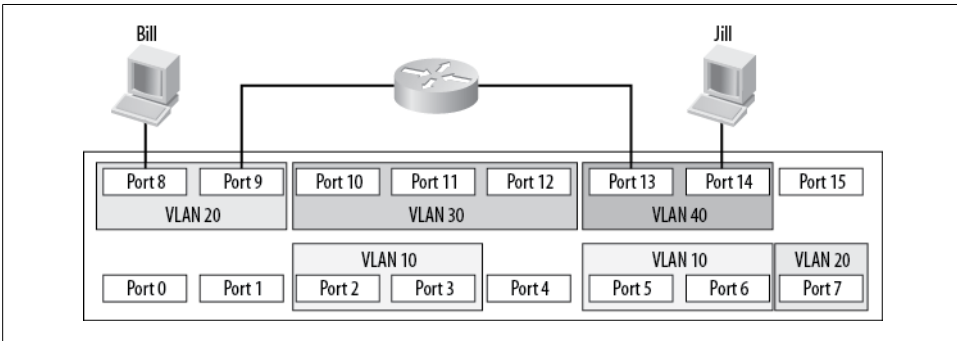 Bill
Jill
Port 8
Port 9
Port 10
Port 11
Port 12
Port 13
Port 14
Port 15
VLAN 20
VLAN 30
VLAN 40
VLAN 10
VLAN 10
VLAN 20
Port 0
Port 1
Port 2
Port 3
Port 4
Port 5
Port 6
Port 7